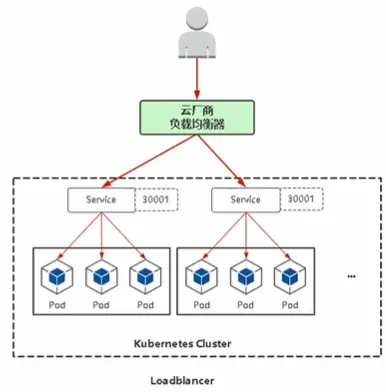 云厂商
负载均衡器
Service 30001 Service 30001
Pod Pod Pod Pod Pod Pod
...
Kubernetes Cluster
Loadblancer